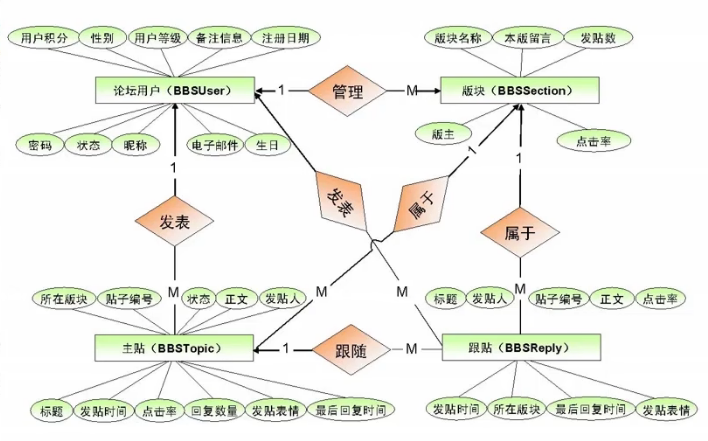 用户积分 性别 用户等级 备注信息 注册日期 版块名称 本版留言 发贴数
论坛用户（BBSUser） 1 管理 M 版块（BBSSection）
密码 状态 昵称 电子邮件 生日 版主 点击率
1 1 1
发表 发表 属于 属于
M M M M
所在版块 贴子编号 状态 正文 发贴人 标题 发贴人 贴子编号 正文 点击率
主贴（BBSTopic） 1 跟随 M 跟贴（BBSReply）
标题 发贴时间 点击率 回复数量 发贴表情 最后回复时间 发贴时间 所在版块 最后回复时间 发贴表情